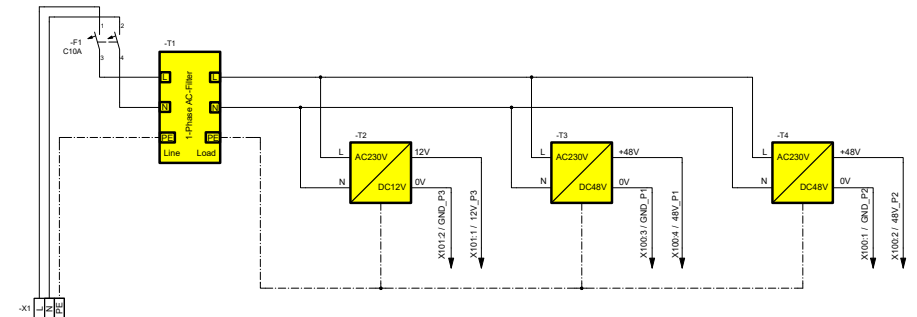 1 2
-F1
C10A
3 4
-T1
L L
N N
PE PE
1-Phase AC-Filter
Line Load
-T2
L AC230V 12V
N DC12V 0V
X101:2 / GND_P3
X101:1 / 12V_P3
-T3
L AC230V +48V
N DC48V 0V
X100:3 / GND_P1
X100:4 / 48V_P1
-T4
L AC230V +48V
N DC48V 0V
X100:1 / GND_P2
X100:2 / 48V_P2
-X1 L N PE